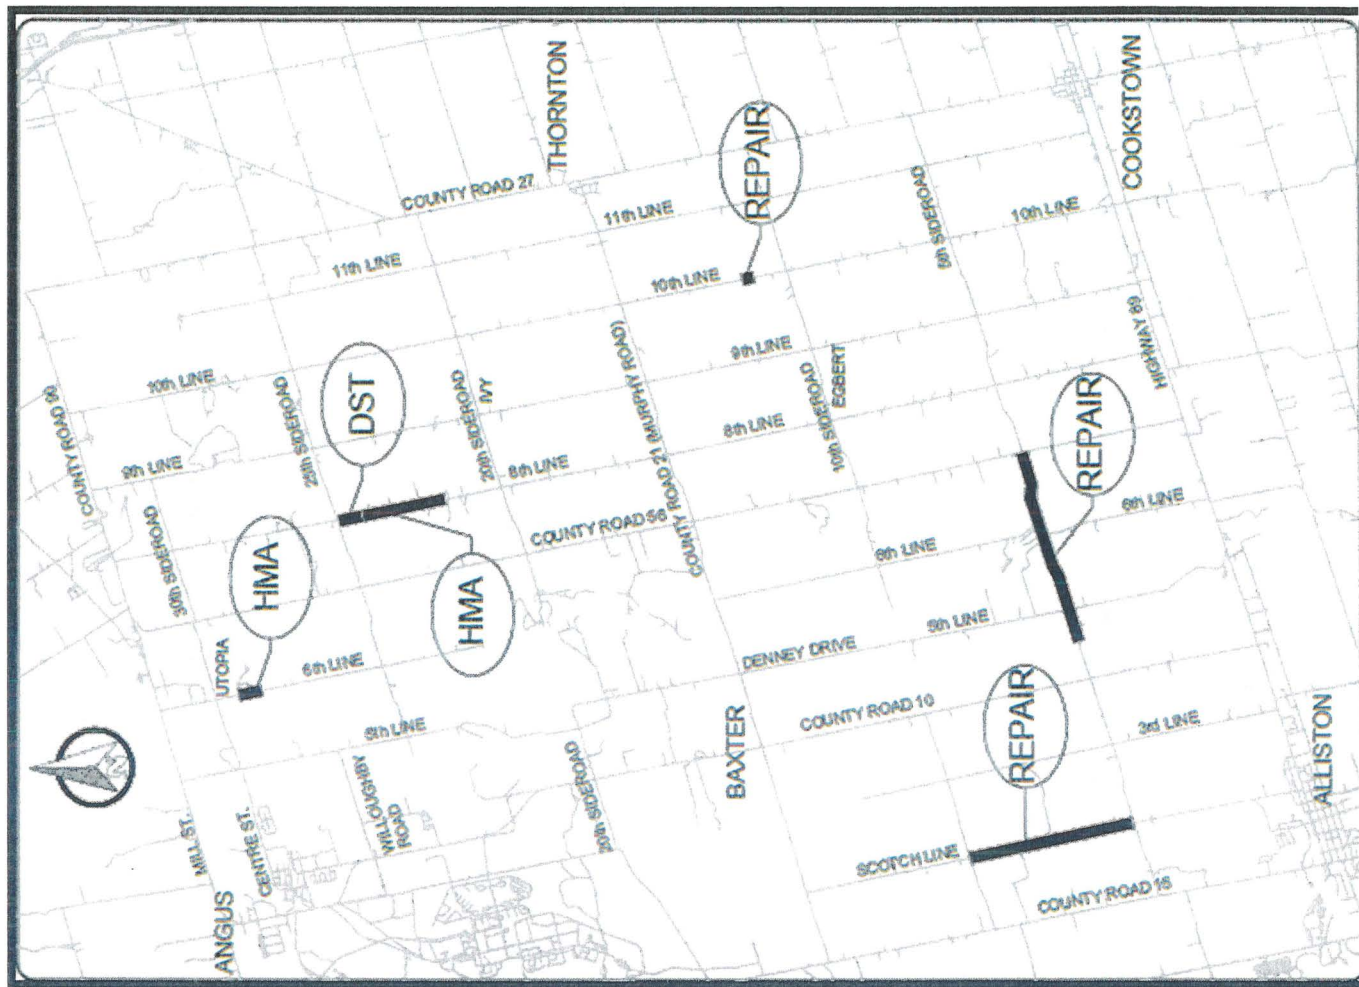 COUNTY ROAD 90
MILL ST.
ANGUS
CENTRE ST.
UTOPIA
30th SIDEROAD
9th LINE
10th LINE
HMA
25th SIDEROAD
DST
11th LINE
6th LINE
5th LINE
WILLOUGHBY
ROAD
COUNTY ROAD 27
HMA
20th SIDEROAD
IVY
8th LINE
THORNTON
COUNTY ROAD 56
20th SIDEROAD
11th LINE
COUNTY ROAD 21 (MURPHY ROAD)
10th LINE
REPAIR
BAXTER
DENNEY DRIVE
8th LINE
9th LINE
10th SIDEROAD
EGBERT
COUNTY ROAD 10
SCOTCH LINE
5th LINE
6th LINE
5th SIDEROAD
REPAIR
10th LINE
COUNTY ROAD 15
REPAIR
6th LINE
3rd LINE
HIGHWAY 89
COOKSTOWN
ALLISTON